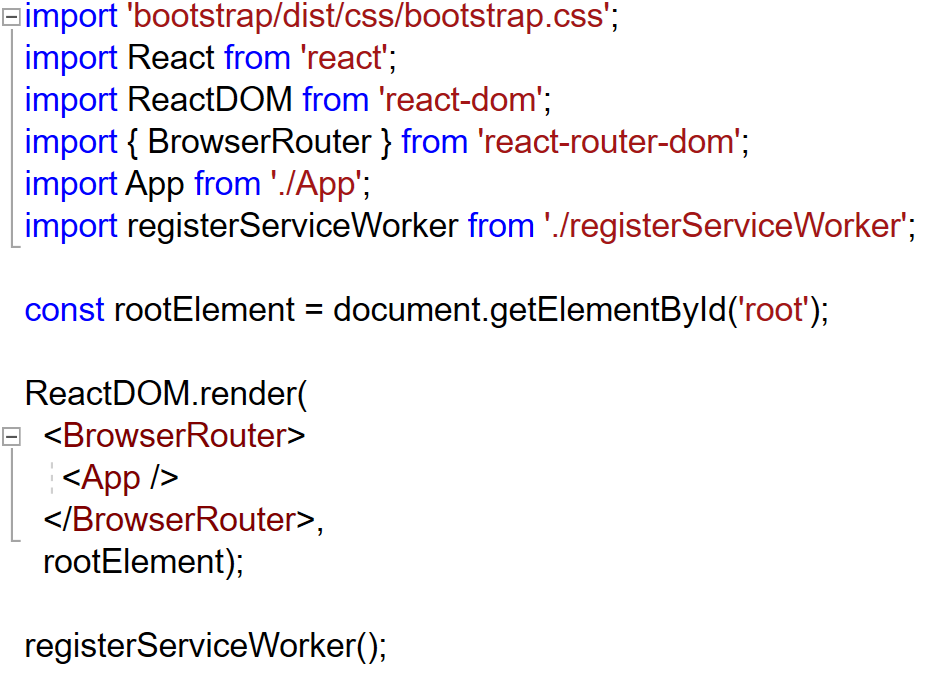 import 'bootstrap/dist/css/bootstrap.css';
import React from 'react';
import ReactDOM from 'react-dom';
import { BrowserRouter } from 'react-router-dom';
import App from './App';
import registerServiceWorker from './registerServiceWorker';
const rootElement = document.getElementById('root');
ReactDOM.render(
<BrowserRouter>
<App />
</BrowserRouter>,
rootElement);
registerServiceWorker();